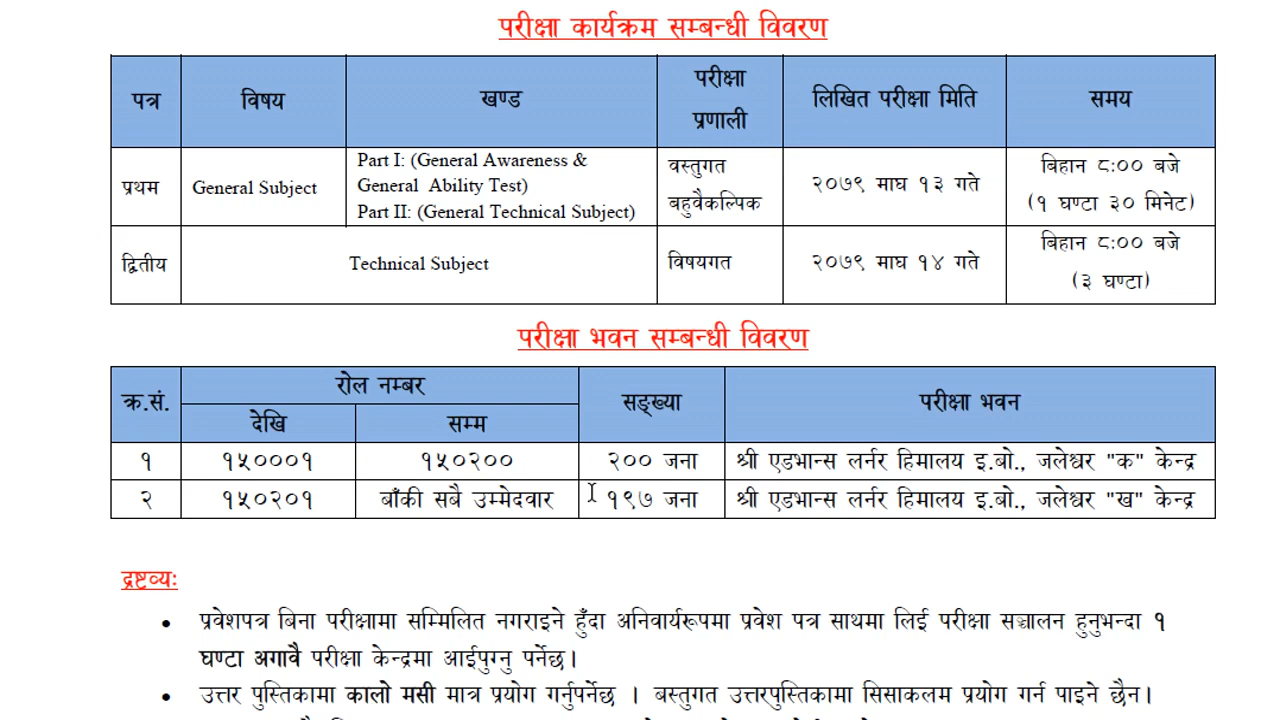 परीक्षा कार्यक्रम सम्बन्धी विवरण
पत्र विषय खण्ड परीक्षा प्रणाली लिखित परीक्षा मिति समय
प्रथम General Subject Part I: (General Awareness & General Ability Test) Part II: (General Technical Subject) वस्तुगत बहुवैकल्पिक २०७९ माघ १३ गते बिहान ८:०० बजे (१ घण्टा ३० मिनेट)
द्वितीय Technical Subject विषयगत २०७९ माघ १४ गते बिहान ८:०० बजे (३ घण्टा)
परीक्षा भवन सम्बन्धी विवरण
क्र.सं. रोल नम्बर सङ्ख्या परीक्षा भवन
देखि सम्म
१ १५०००१ १५०२०० २०० जना श्री एडभान्स लर्नर हिमालय इ.बो., जलेश्वर "क" केन्द्र
२ १५०२०१ बाँकी सबै उम्मेदवार १९७ जना श्री एडभान्स लर्नर हिमालय इ.बो., जलेश्वर "ख" केन्द्र
द्रष्टव्यः
• प्रवेशपत्र बिना परीक्षामा सम्मिलित नगराइने हुँदा अनिवार्यरूपमा प्रवेश पत्र साथमा लिई परीक्षा सञ्चालन हुनुभन्दा १
घण्टा अगावै परीक्षा केन्द्रमा आईपुग्नु पर्नेछ।
• उत्तर पुस्तिकामा कालो मसी मात्र प्रयोग गर्नुपर्नेछ । बस्तुगत उत्तरपुस्तिकामा सिसाकलम प्रयोग गर्न पाइने छैन।